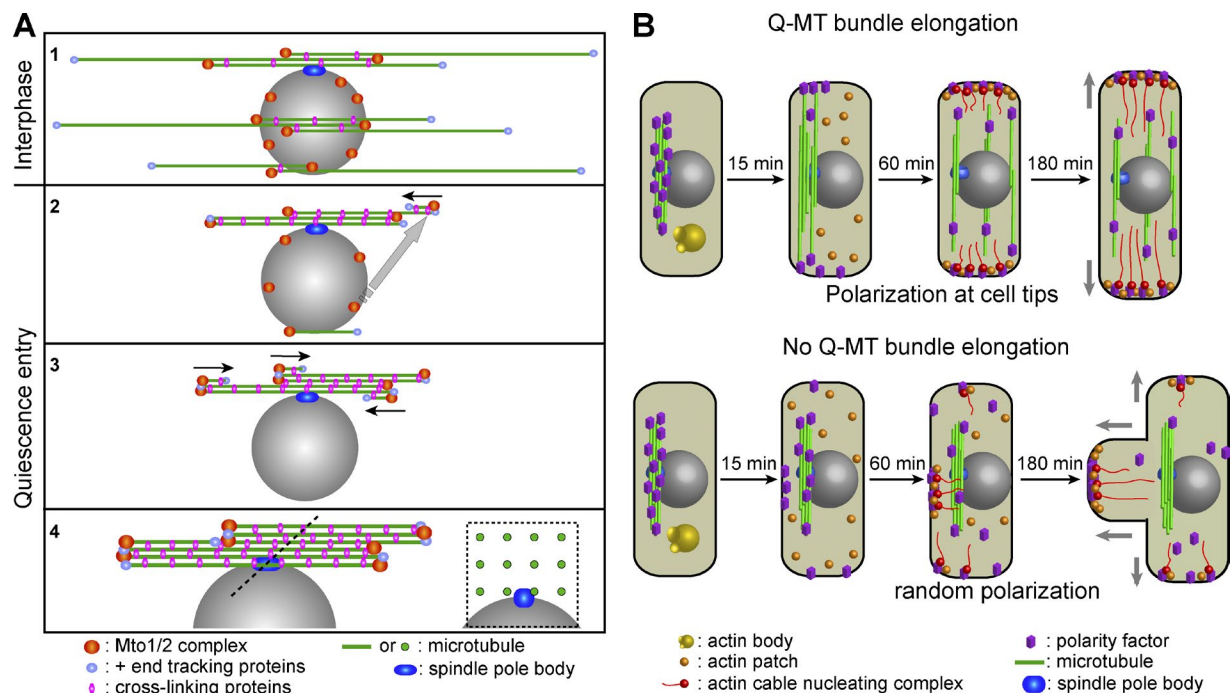 A
Interphase
Quiescence entry
1
2
3
4
: Mto1/2 complex
: + end tracking proteins
: cross-linking proteins
or : microtubule
: spindle pole body
B
Q-MT bundle elongation
15 min
60 min
180 min
Polarization at cell tips
No Q-MT bundle elongation
15 min
60 min
180 min
random polarization
: actin body
: actin patch
: actin cable nucleating complex
: polarity factor
: microtubule
: spindle pole body